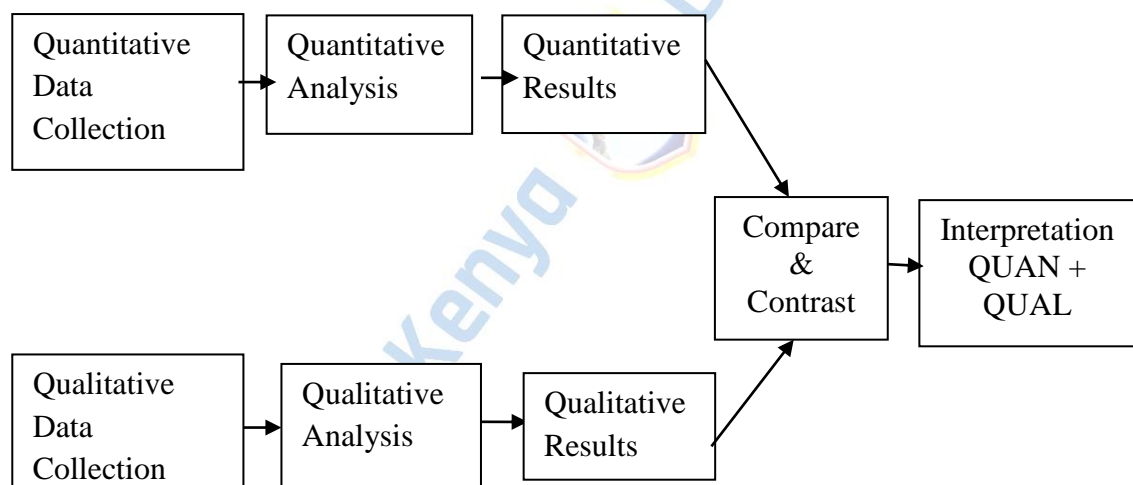 Quantitative
Data
Collection
Quantitative
Analysis
Quantitative
Results
Compare
&
Contrast
Interpretation
QUAN +
QUAL
Qualitative
Data
Collection
Qualitative
Analysis
Qualitative
Results
Kenya